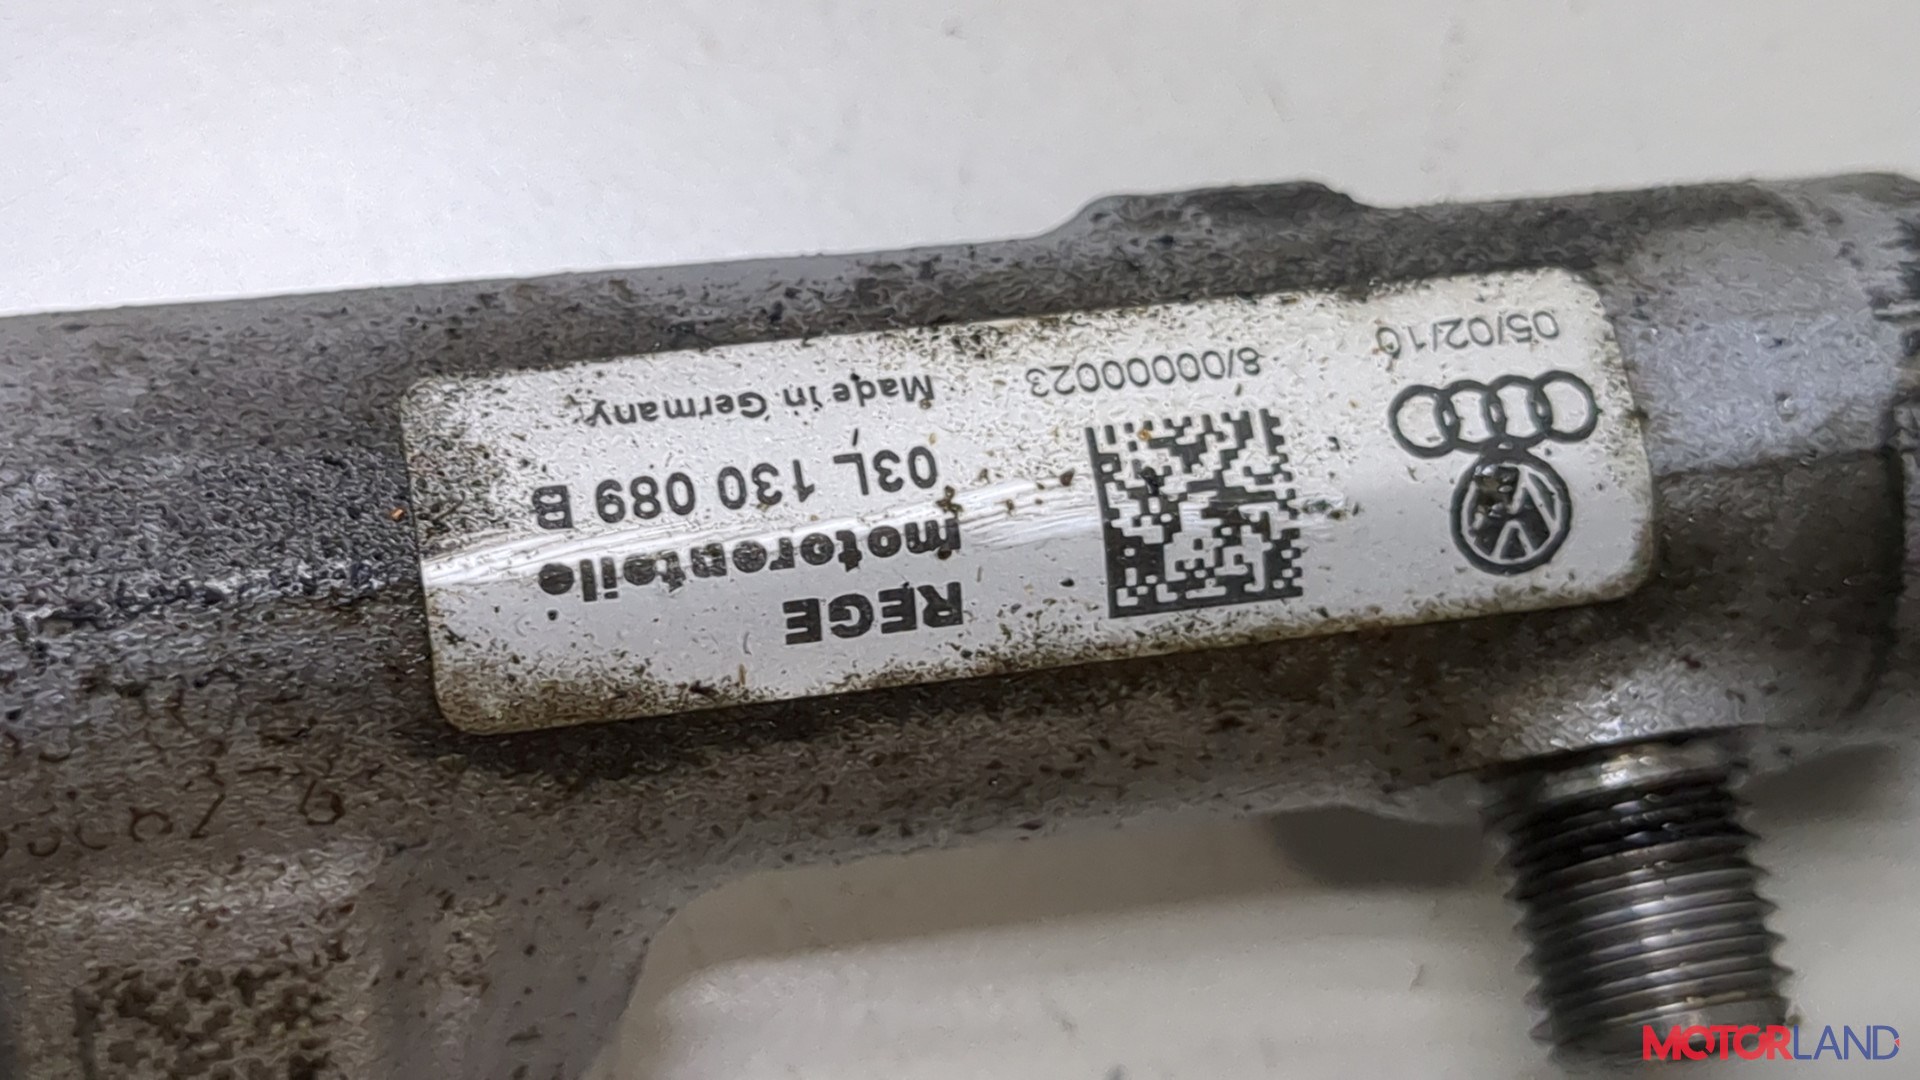 REGE
motorenteile
03L 130 089 B
Made in Germany
8/00000023
05/02/10
MOTORLAND